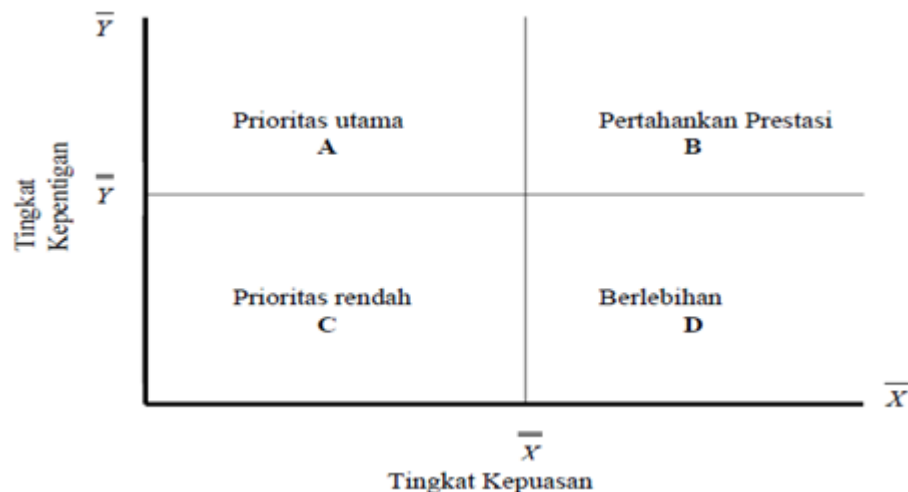 Y̅
Prioritas utama
A
Pertahankan Prestasi
B
Tingkat
Kepentigan
Y̿
Prioritas rendah
C
Berlebihan
D
X̅
X̿
Tingkat Kepuasan